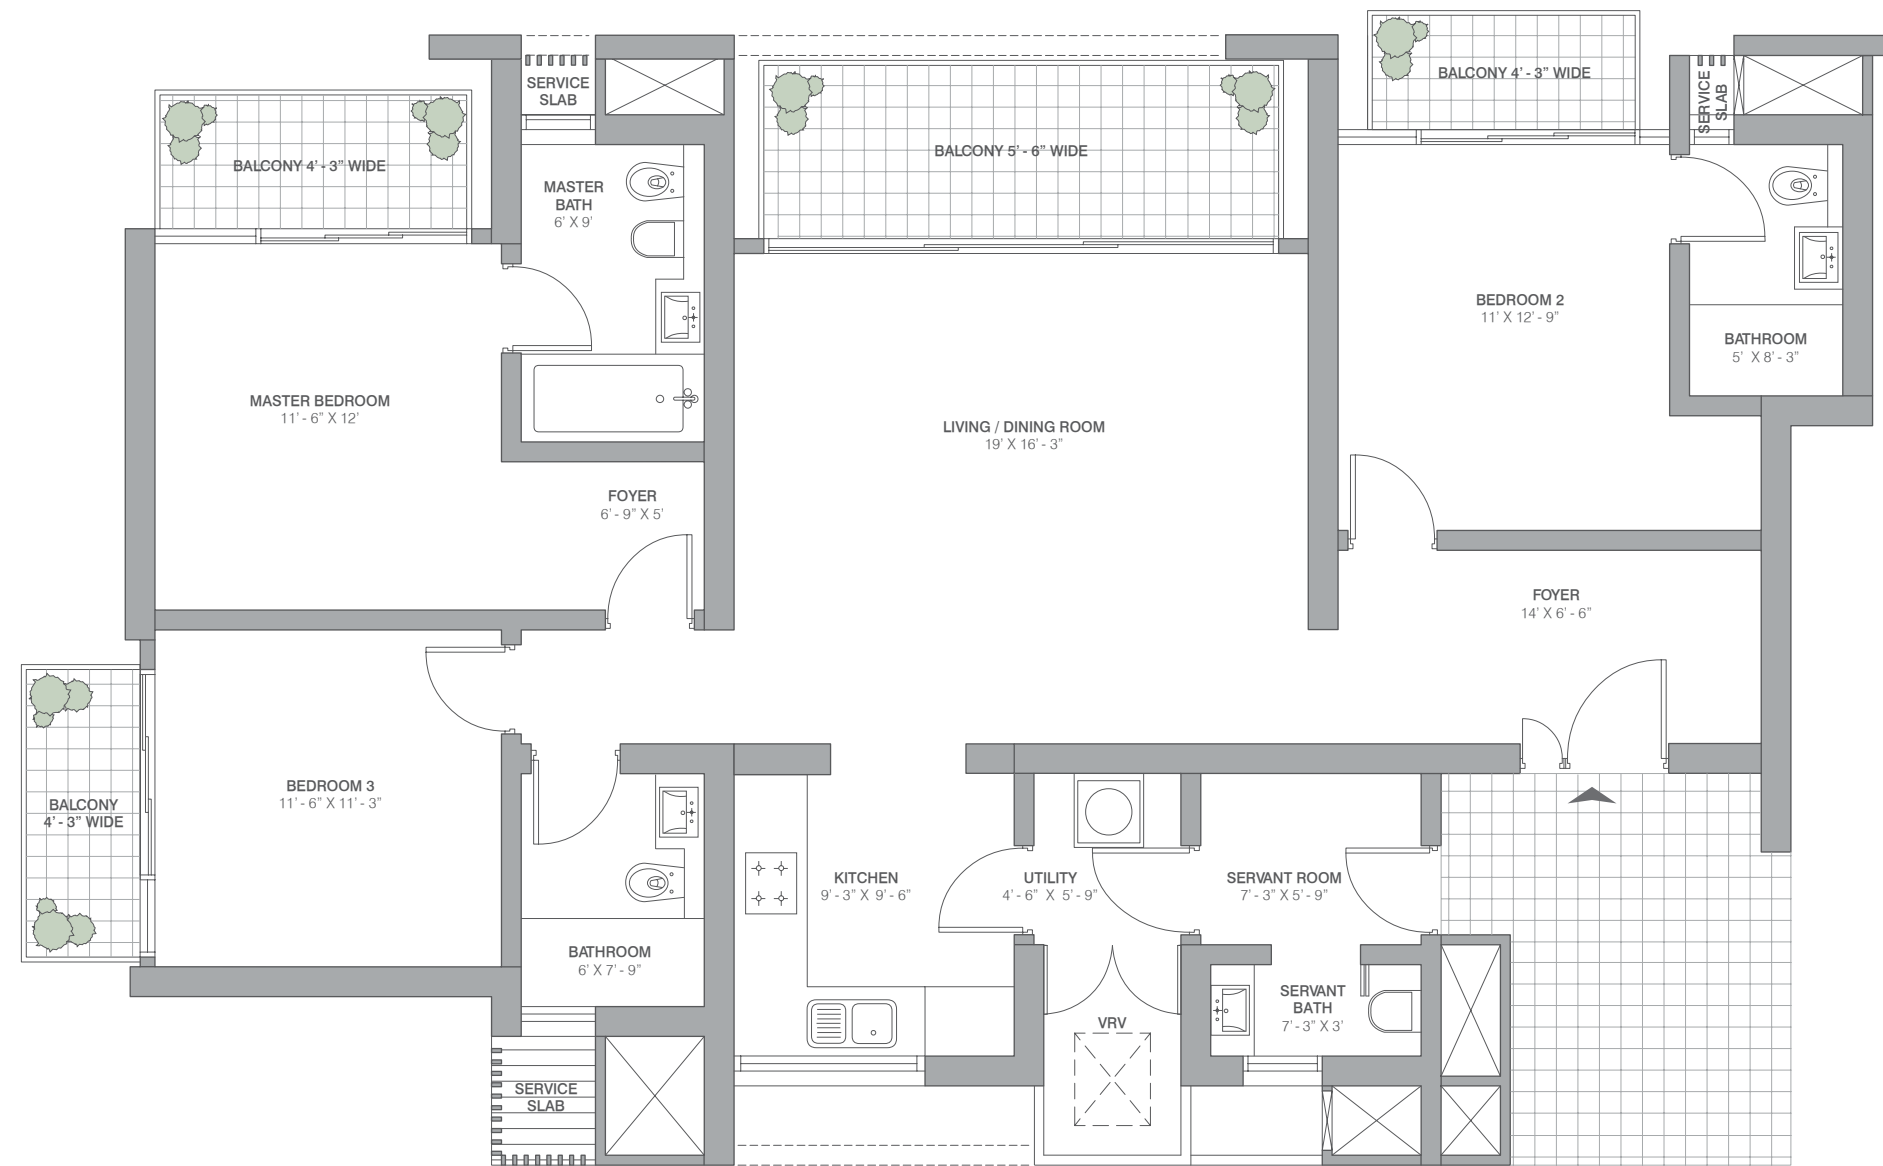 BALCONY 4' - 3" WIDE
SERVICE
SLAB
SERVICE
SLAB
BALCONY 4' - 3" WIDE
BALCONY 5' - 6" WIDE
MASTER
BATH
6' X 9'
BEDROOM 2
11' X 12' - 9"
BATHROOM
5' X 8' - 3"
MASTER BEDROOM
11' - 6" X 12'
LIVING / DINING ROOM
19' X 16' - 3"
FOYER
6' - 9" X 5'
FOYER
14' X 6' - 6"
BEDROOM 3
11' - 6" X 11' - 3"
BALCONY
4' - 3" WIDE
KITCHEN
9' - 3" X 9' - 6"
UTILITY
4' - 6" X 5' - 9"
SERVANT ROOM
7' - 3" X 5' - 9"
BATHROOM
6' X 7' - 9"
SERVANT
BATH
7' - 3" X 3'
VRV
SERVICE
SLAB